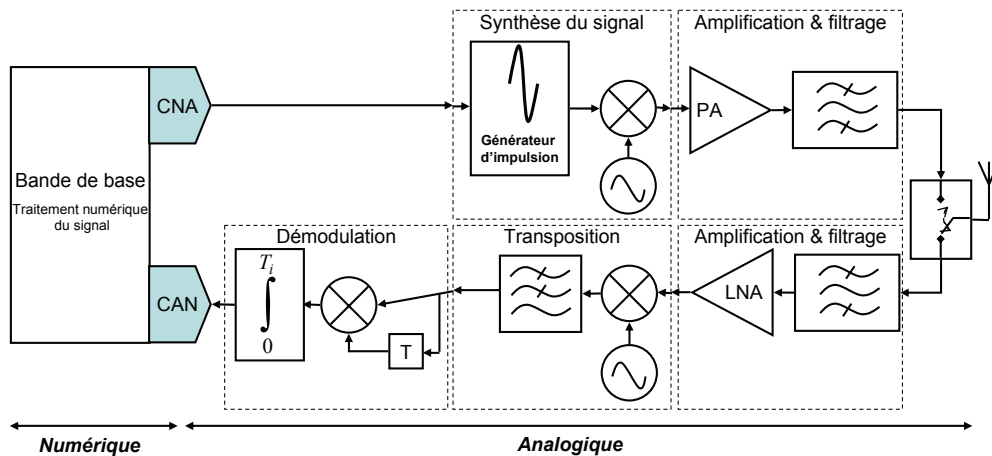 Synthèse du signal
Amplification & filtrage
CNA
Générateur
d'impulsion
PA
Bande de base
Traitement numérique
du signal
Démodulation
Transposition
Amplification & filtrage
T_i
∫
0
CAN
T
LNA
Numérique
Analogique